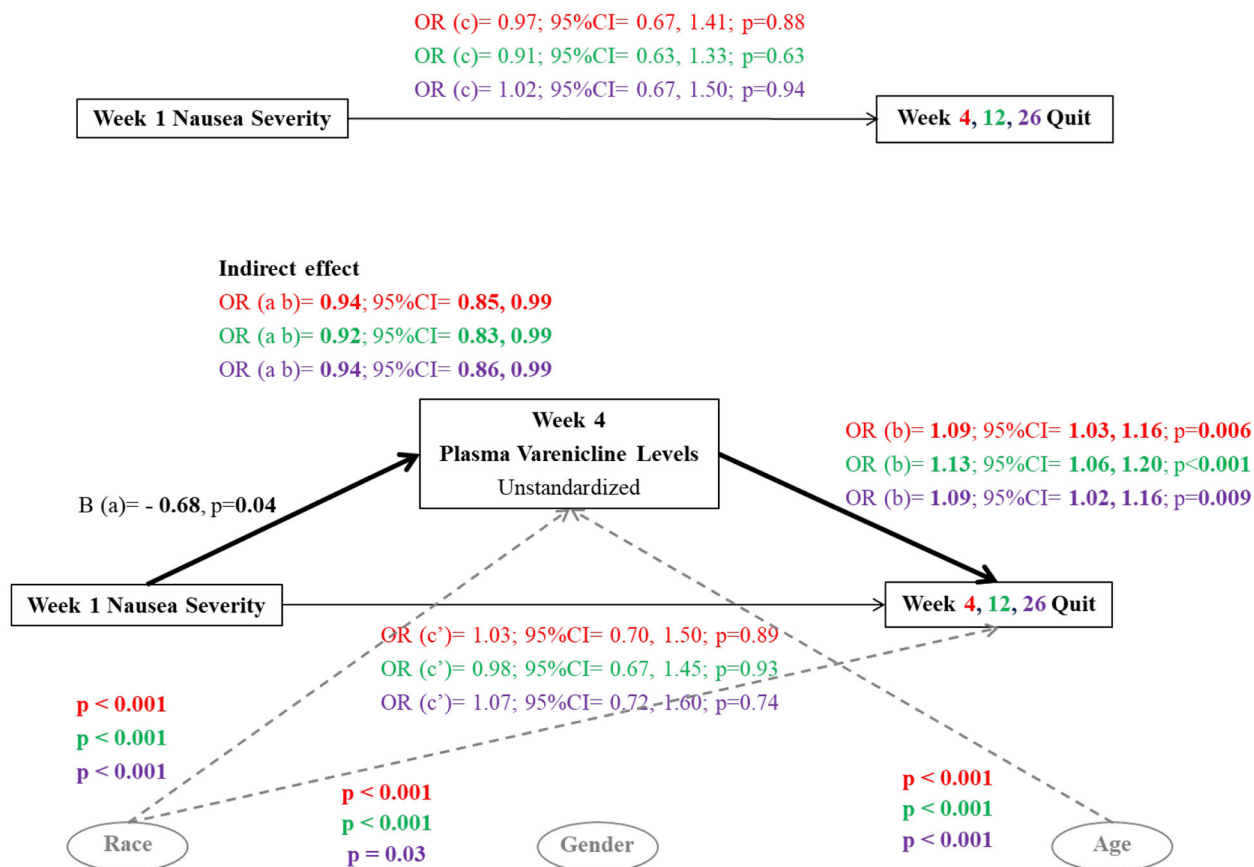 OR (c)= 0.97; 95%CI= 0.67, 1.41; p=0.88
OR (c)= 0.91; 95%CI= 0.63, 1.33; p=0.63
OR (c)= 1.02; 95%CI= 0.67, 1.50; p=0.94
Week 1 Nausea Severity
Week 4, 12, 26 Quit
Indirect effect
OR (a b)= 0.94; 95%CI= 0.85, 0.99
OR (a b)= 0.92; 95%CI= 0.83, 0.99
OR (a b)= 0.94; 95%CI= 0.86, 0.99
Week 4
Plasma Varenicline Levels
Unstandardized
OR (b)= 1.09; 95%CI= 1.03, 1.16; p=0.006
OR (b)= 1.13; 95%CI= 1.06, 1.20; p<0.001
OR (b)= 1.09; 95%CI= 1.02, 1.16; p=0.009
B (a)= - 0.68, p=0.04
Week 1 Nausea Severity
Week 4, 12, 26 Quit
OR (c’)= 1.03; 95%CI= 0.70, 1.50; p=0.89
OR (c’)= 0.98; 95%CI= 0.67, 1.45; p=0.93
OR (c’)= 1.07; 95%CI= 0.72, 1.60; p=0.74
p < 0.001
p < 0.001
p < 0.001
p < 0.001
p < 0.001
p = 0.03
p < 0.001
p < 0.001
p < 0.001
Race
Gender
Age